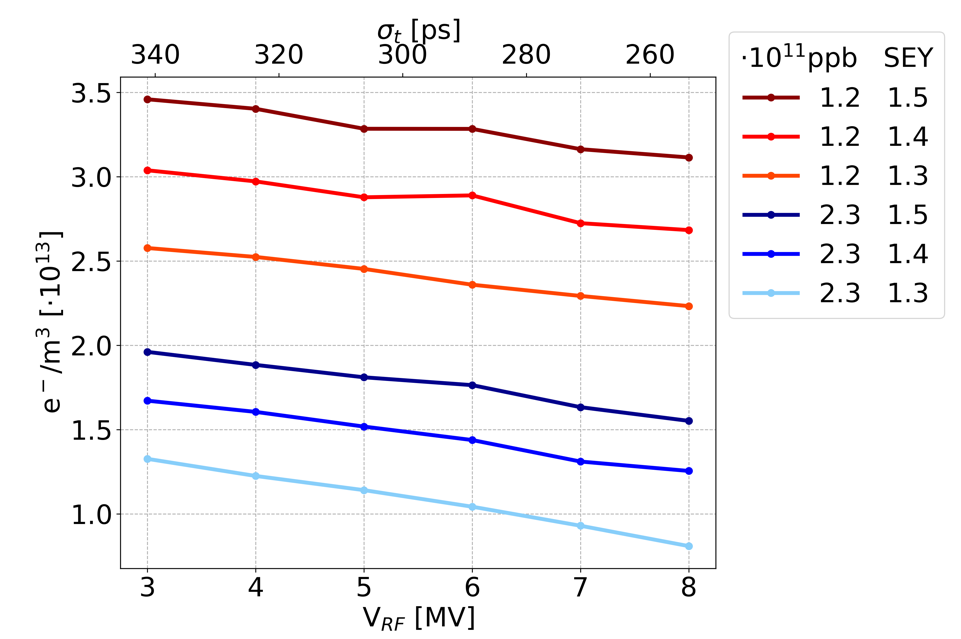 σt [ps]
340 320 300 280 260
3.5
3.0
2.5
2.0
1.5
1.0
e⁻/m³ [·10¹³]
3 4 5 6 7 8
V_RF [MV]
·10¹¹ppb SEY
1.2 1.5
1.2 1.4
1.2 1.3
2.3 1.5
2.3 1.4
2.3 1.3